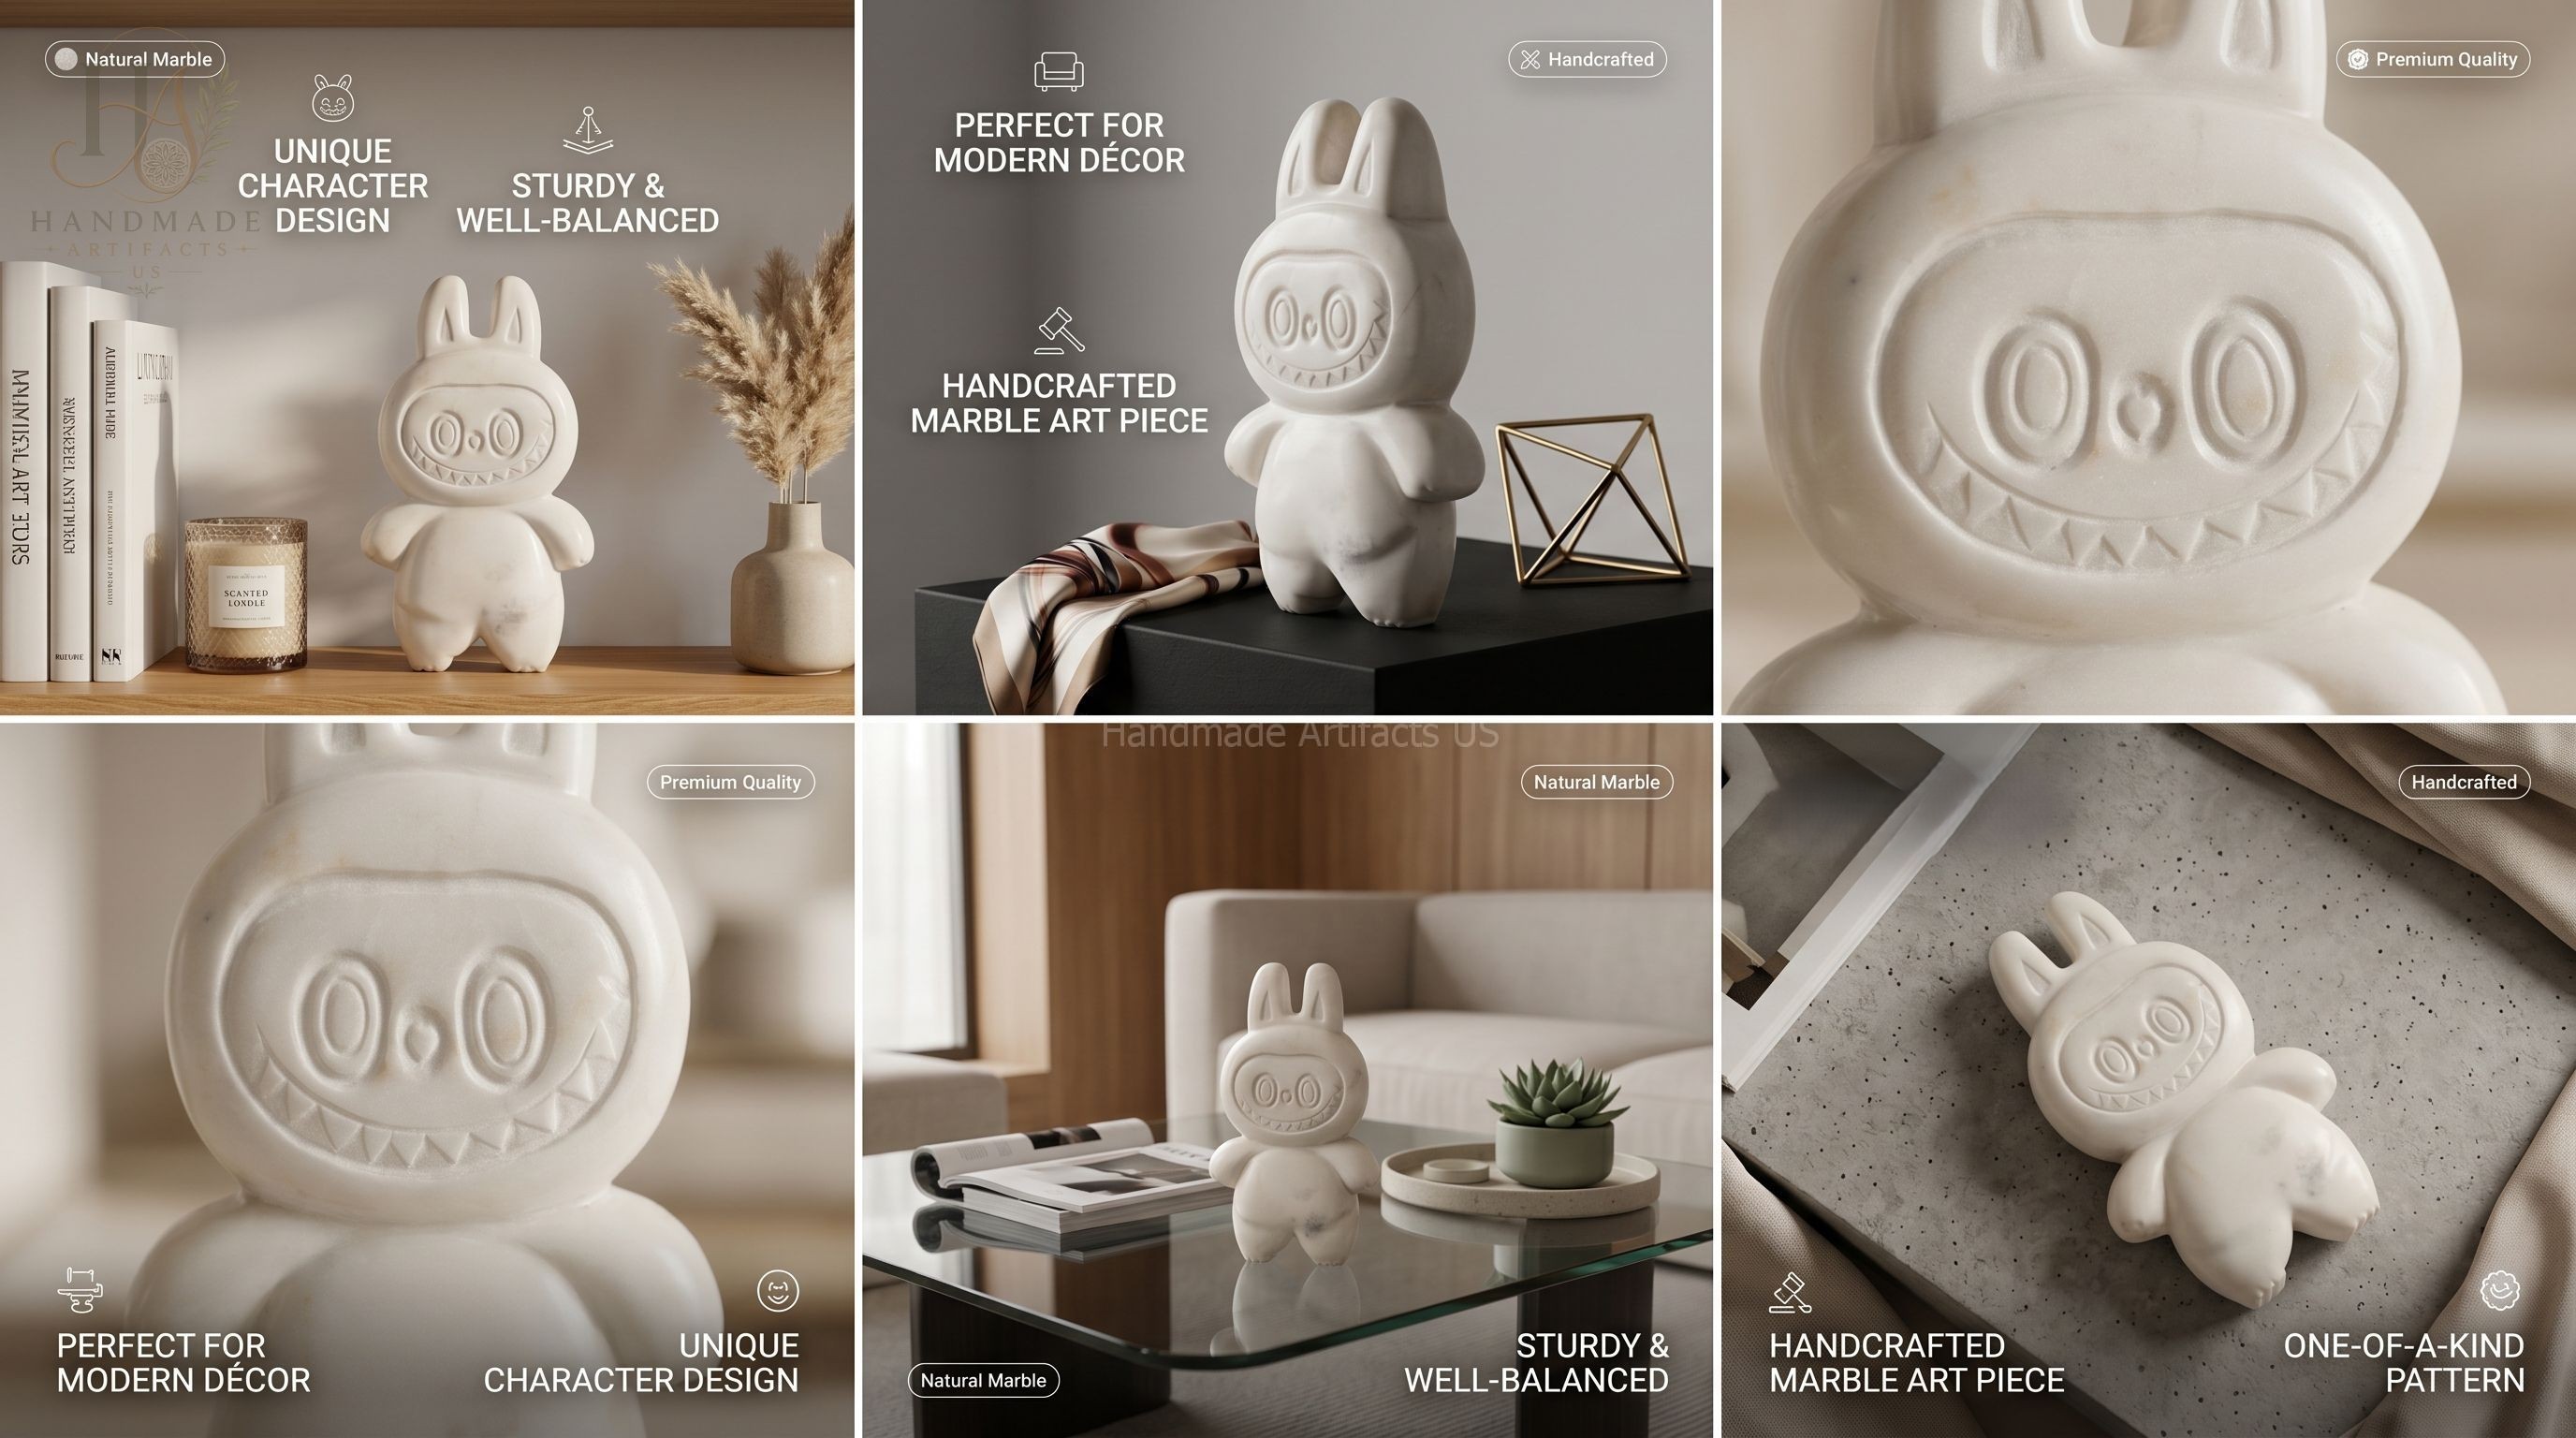 Natural Marble
HANDMADE
ARTIFACTS
US
UNIQUE
CHARACTER
DESIGN
STURDY &
WELL-BALANCED
ART
SCANTED
LOXDLE
PERFECT FOR
MODERN DÉCOR
HANDCRAFTED
MARBLE ART PIECE
Handcrafted
Premium Quality
Premium Quality
PERFECT FOR
MODERN DÉCOR
UNIQUE
CHARACTER DESIGN
Handmade Artifacts US
Natural Marble
Natural Marble
STURDY &
WELL-BALANCED
Handcrafted
HANDCRAFTED
MARBLE ART PIECE
ONE-OF-A-KIND
PATTERN